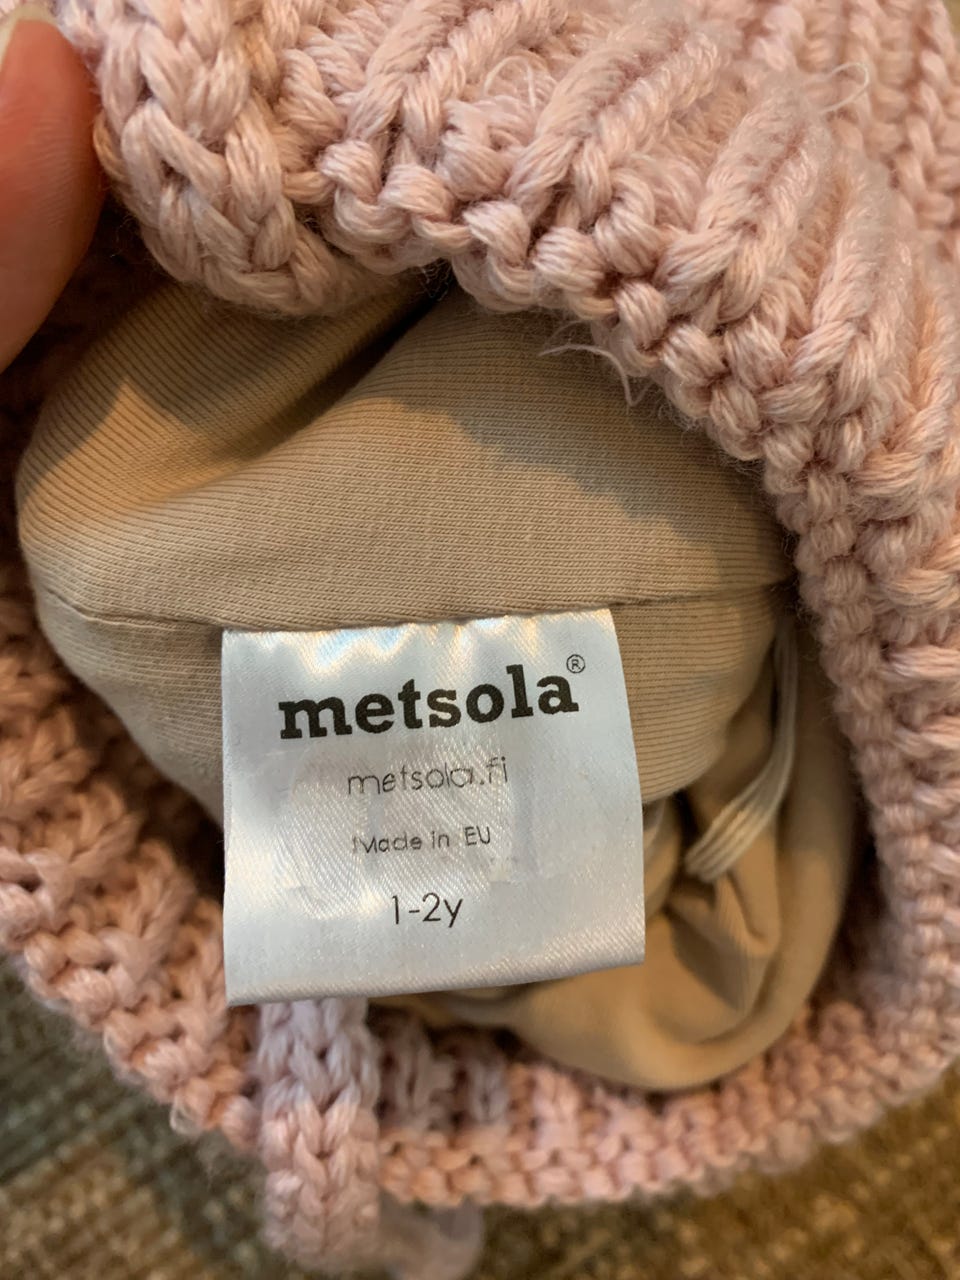 metsola®
metsola.fi
Made in EU
1-2y